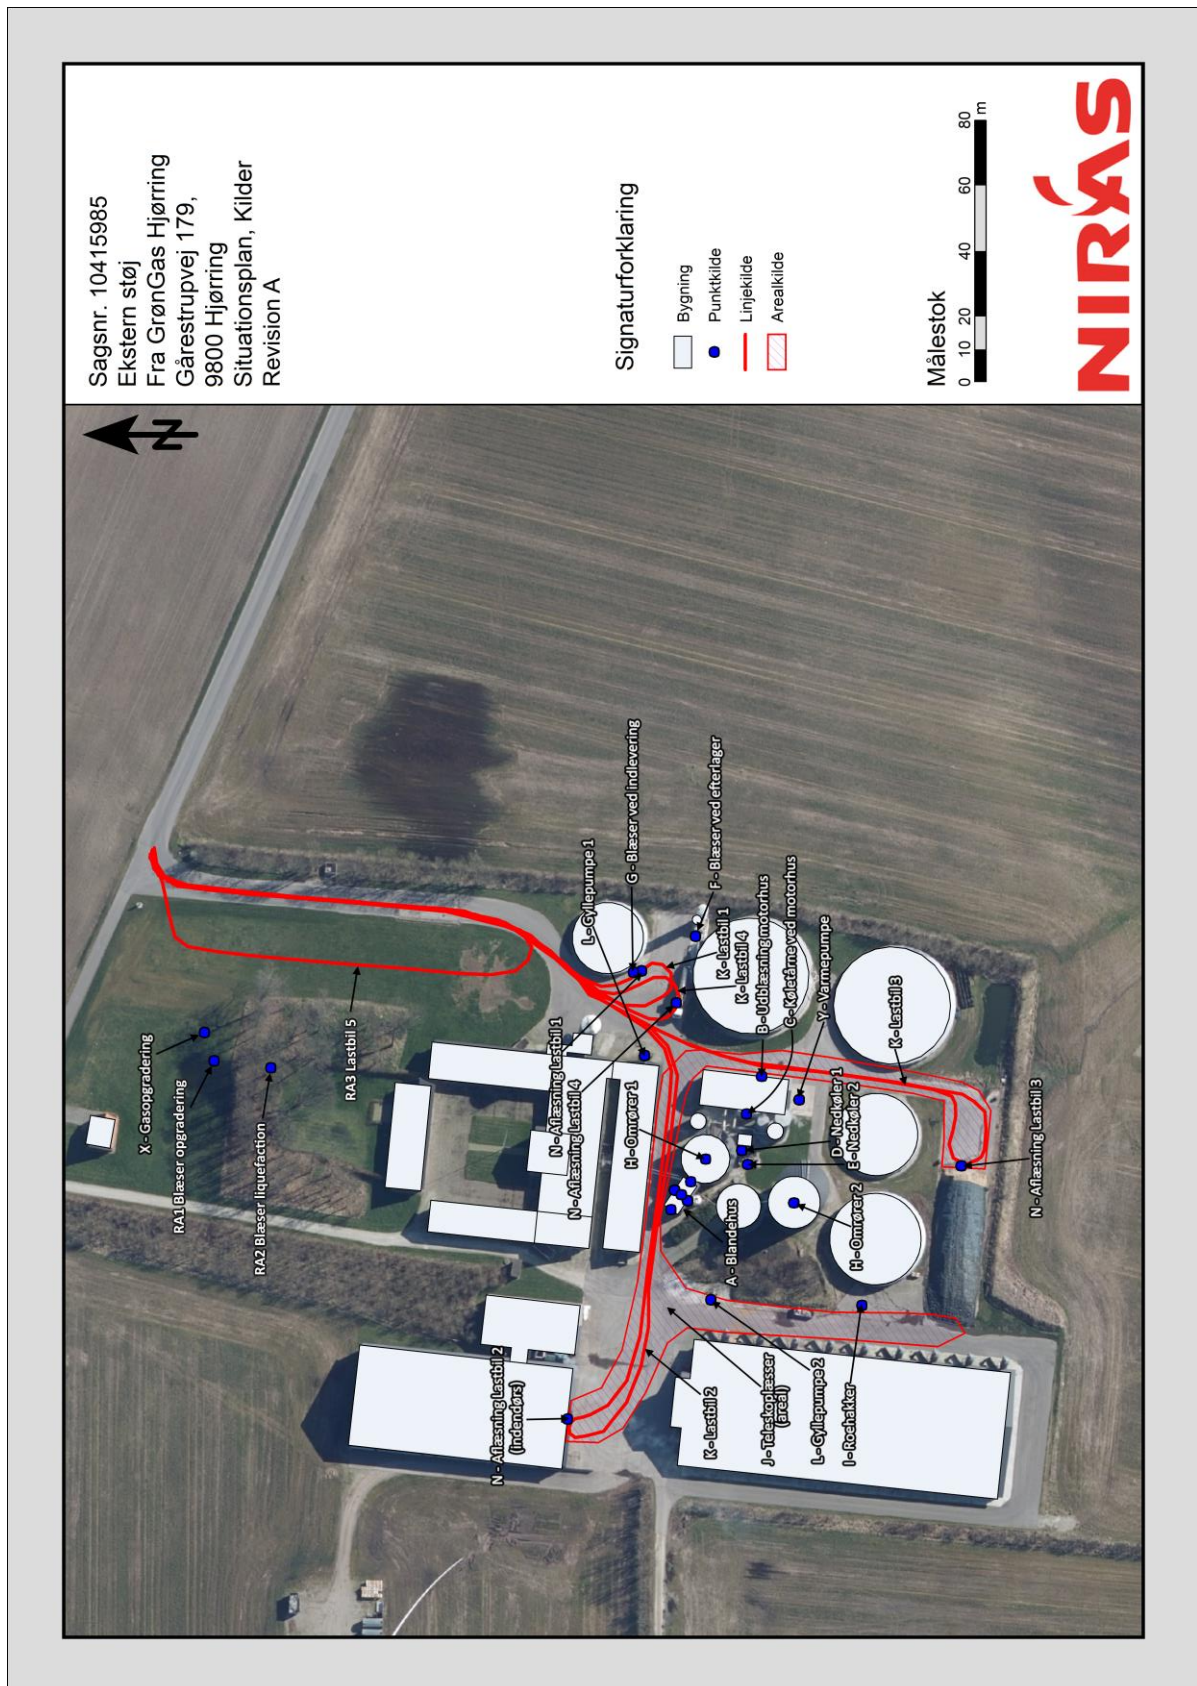 Sagsnr. 10415985
Ekstern støj
Fra GrønGas Hjørring
Gårestrupvej 179,
9800 Hjørring
Situationsplan, Kilder
Revision A
Signaturforklaring
Bygning
Punktkilde
Linjekilde
Arealkilde
Målestok
0 10 20 40 60 80
m
NIRAS
N
X - Gasopgradering
RA1 Blæser opgradering
RA2 Blæser liquefaction
RA3 Lastbil 5
N - Aflæsning Lastbil 2
(indendørs)
N - Aflæsning Lastbil 1
N - Aflæsning Lastbil 4
L - Gyllepumpe 1
G - Blæser ved indlevering
H - Omrører 1
F - Blæser ved efterlager
K - Lastbil 1
K - Lastbil 4
A - Blandehus
K - Lastbil 2
B - Udblæsning motorhus
C - Køletårne ved motorhus
J - Teleskoplæsser
(areal)
Y - Varmepumpe
L - Gyllepumpe 2
D - Nedkøler 1
E - Nedkøler 2
I - Roehakker
H - Omrører 2
K - Lastbil 3
N - Aflæsning Lastbil 3